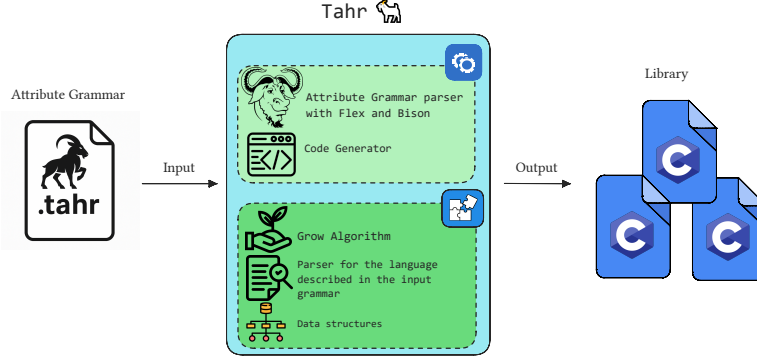 Tahr
Attribute Grammar
.tahr
Input
Attribute Grammar parser
with Flex and Bison
Code Generator
Grow Algorithm
Parser for the language
described in the input
grammar
Data structures
Output
Library
C
C
C